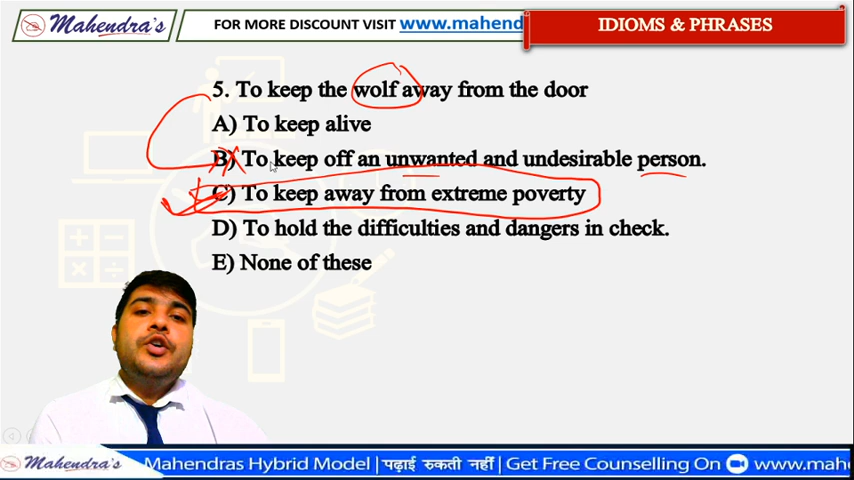 Mahendra's
FOR MORE DISCOUNT VISIT www.mahend
IDIOMS & PHRASES
5. To keep the wolf away from the door
A) To keep alive
B) To keep off an unwanted and undesirable person.
C) To keep away from extreme poverty
D) To hold the difficulties and dangers in check.
E) None of these
Mahendra's Mahendras Hybrid Model | पढ़ाई रुकती नहीं | Get Free Counselling On www.mah